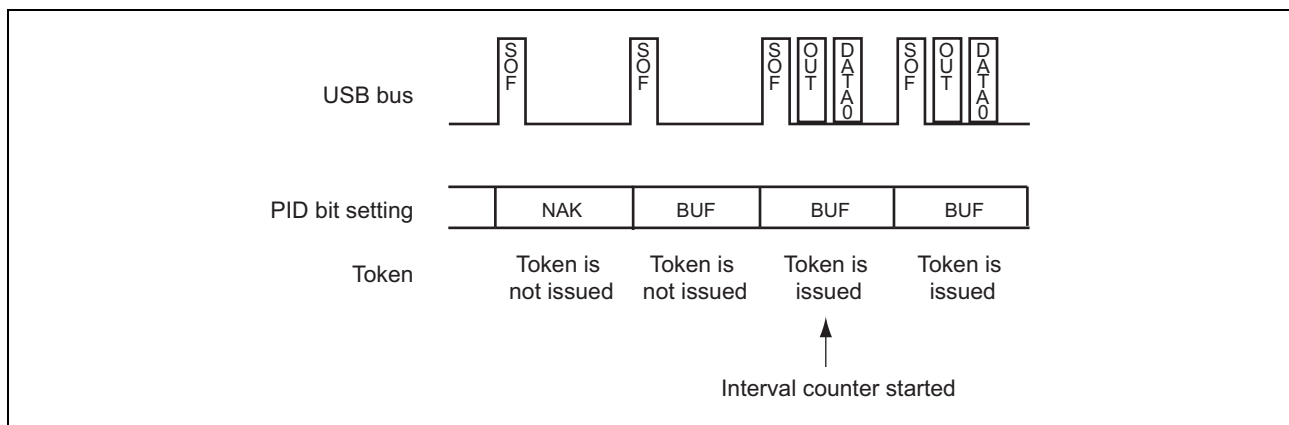 USB bus
SOF
SOF
SOF
OUT
DATA0
SOF
OUT
DATA0
PID bit setting
NAK
BUF
BUF
BUF
Token
Token is
not issued
Token is
not issued
Token is
issued
Token is
issued
Interval counter started